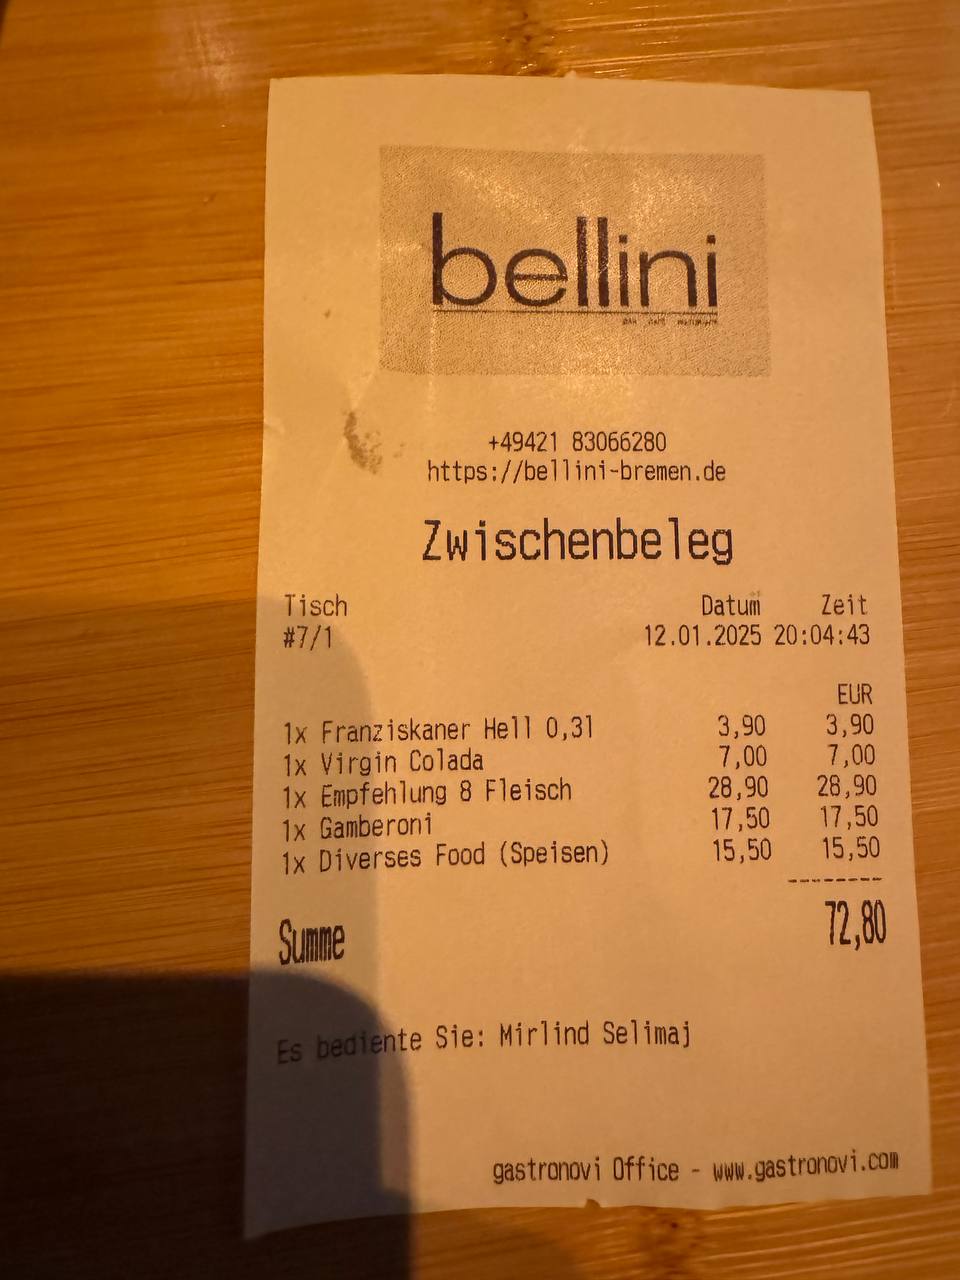 bellini
+49421 83066280
https://bellini-bremen.de
Zwischenbeleg
Tisch Datum Zeit
#7/1 12.01.2025 20:04:43
EUR
1x Franziskaner Hell 0,3l 3,90 3,90
1x Virgin Colada 7,00 7,00
1x Empfehlung 8 Fleisch 28,90 28,90
1x Gamberoni 17,50 17,50
1x Diverses Food (Speisen) 15,50 15,50
--------
Summe 72,80
Es bediente Sie: Mirlind Selimaj
gastronovi Office - www.gastronovi.com